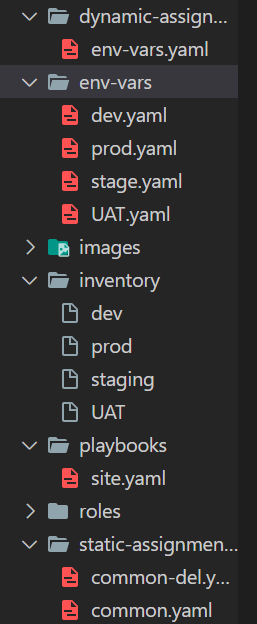 dynamic-assign...
env-vars.yaml
env-vars
dev.yaml
prod.yaml
stage.yaml
UAT.yaml
images
inventory
dev
prod
staging
UAT
playbooks
site.yaml
roles
static-assignmen...
common-del.y...
common.yaml